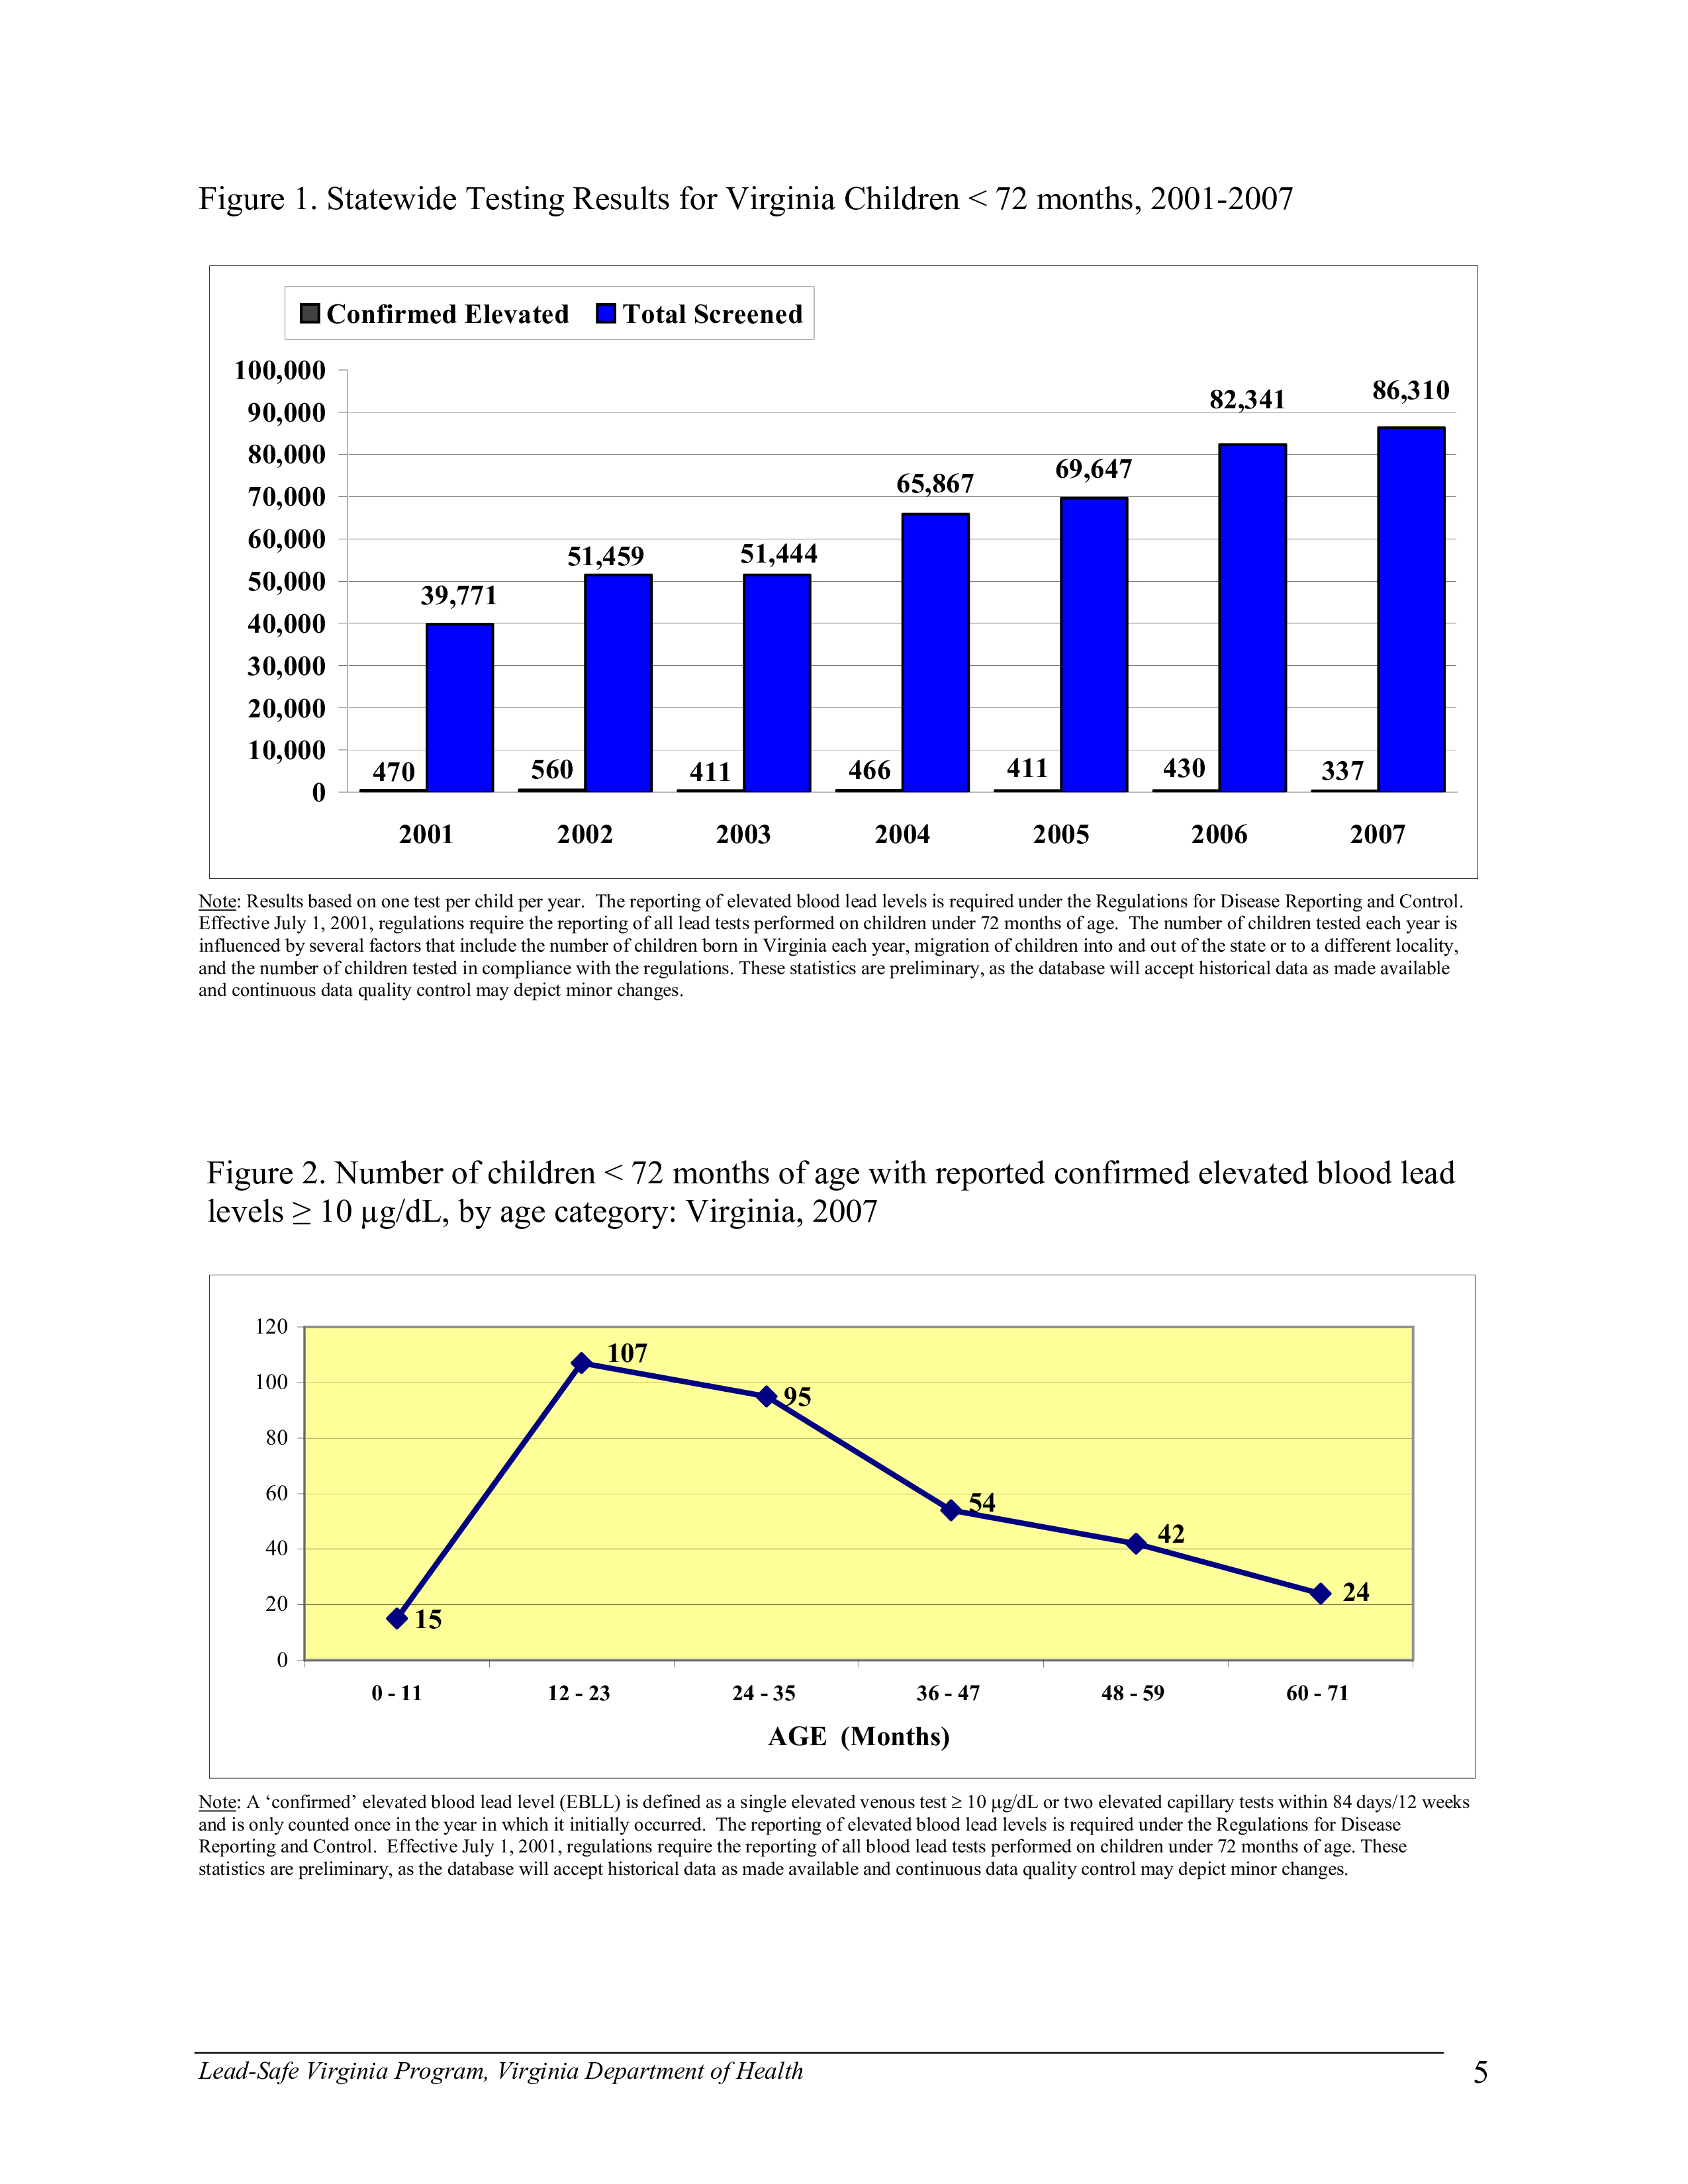 Figure 1. Statewide Testing Results for Virginia Children < 72 months, 2001-2007
Confirmed Elevated Total Screened
100,000
90,000
80,000
70,000
60,000
50,000
40,000
30,000
20,000
10,000
0
470 39,771
560 51,459
411 51,444
466 65,867
411 69,647
430 82,341
337 86,310
2001 2002 2003 2004 2005 2006 2007
Note: Results based on one test per child per year.  The reporting of elevated blood lead levels is required under the Regulations for Disease Reporting and Control.
Effective July 1, 2001, regulations require the reporting of all lead tests performed on children under 72 months of age.  The number of children tested each year is
influenced by several factors that include the number of children born in Virginia each year, migration of children into and out of the state or to a different locality,
and the number of children tested in compliance with the regulations. These statistics are preliminary, as the database will accept historical data as made available
and continuous data quality control may depict minor changes.
Figure 2. Number of children < 72 months of age with reported confirmed elevated blood lead
levels ≥ 10 µg/dL, by age category: Virginia, 2007
120
100
80
60
40
20
0
15
107
95
54
42
24
0 - 11 12 - 23 24 - 35 36 - 47 48 - 59 60 - 71
AGE  (Months)
Note: A ‘confirmed’ elevated blood lead level (EBLL) is defined as a single elevated venous test ≥ 10 µg/dL or two elevated capillary tests within 84 days/12 weeks
and is only counted once in the year in which it initially occurred.  The reporting of elevated blood lead levels is required under the Regulations for Disease
Reporting and Control.  Effective July 1, 2001, regulations require the reporting of all blood lead tests performed on children under 72 months of age. These
statistics are preliminary, as the database will accept historical data as made available and continuous data quality control may depict minor changes.
Lead-Safe Virginia Program, Virginia Department of Health 5